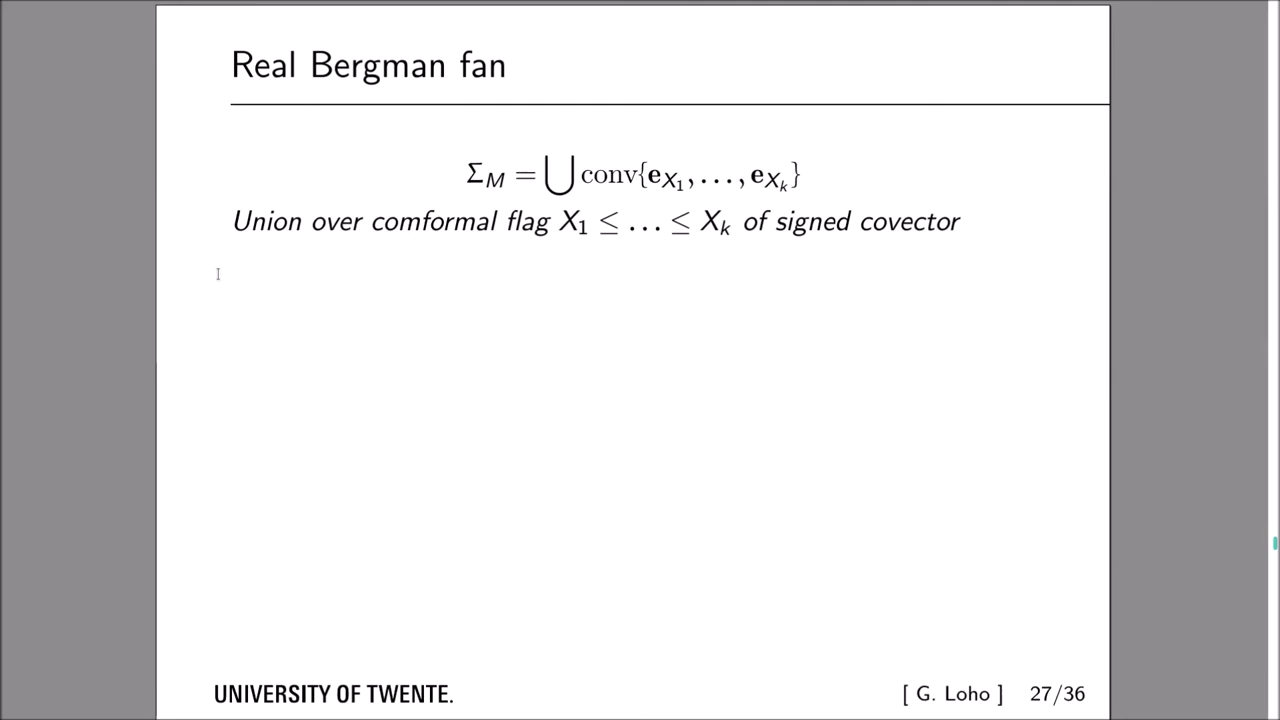 Real Bergman fan
Σ_M = ⋃ conv{e_{X_1}, …, e_{X_k}}
Union over comformal flag X_1 ≤ … ≤ X_k of signed covector
UNIVERSITY OF TWENTE.
[ G. Loho ] 27/36